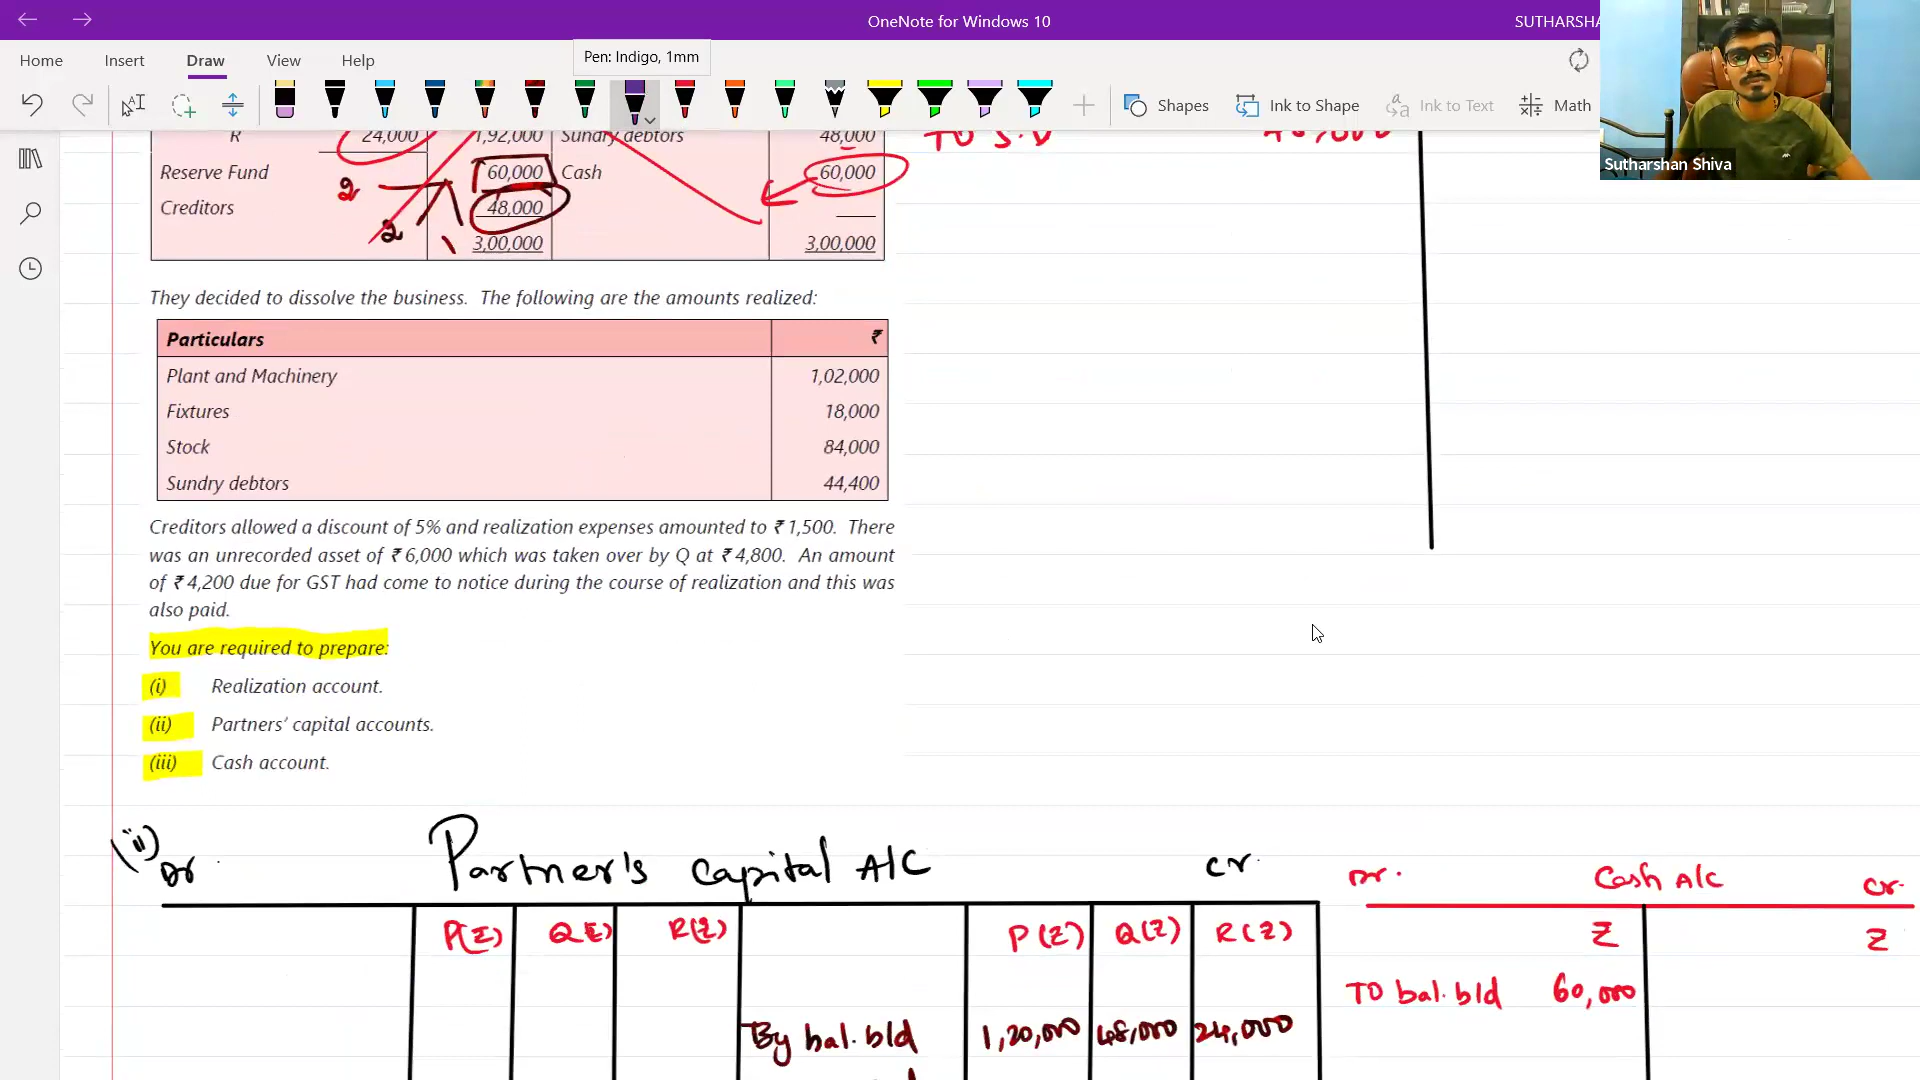 OneNote for Windows 10
SUTHARSHA
Home Insert Draw View Help
Pen: Indigo, 1mm
Shapes Ink to Shape Ink to Text Math
Sutharshan Shiva
R 24,000 1,92,000 Sundry debtors 48,000
To S.D 48,000
Reserve Fund 60,000 Cash 60,000
2
Creditors 48,000
2 1
3,00,000 3,00,000
They decided to dissolve the business. The following are the amounts realized:
Particulars ₹
Plant and Machinery 1,02,000
Fixtures 18,000
Stock 84,000
Sundry debtors 44,400
Creditors allowed a discount of 5% and realization expenses amounted to ₹ 1,500. There
was an unrecorded asset of ₹ 6,000 which was taken over by Q at ₹ 4,800. An amount
of ₹ 4,200 due for GST had come to notice during the course of realization and this was
also paid.
You are required to prepare:
(i) Realization account.
(ii) Partners' capital accounts.
(iii) Cash account.
(ii) Dr Partner's Capital A/C cr.
Dr. Cash A/C cr.
P(₹) Q(₹) R(₹) P(₹) Q(₹) R(₹)
₹ ₹
To bal. b/d 60,000
By bal. b/d 1,20,000 48,000 24,000